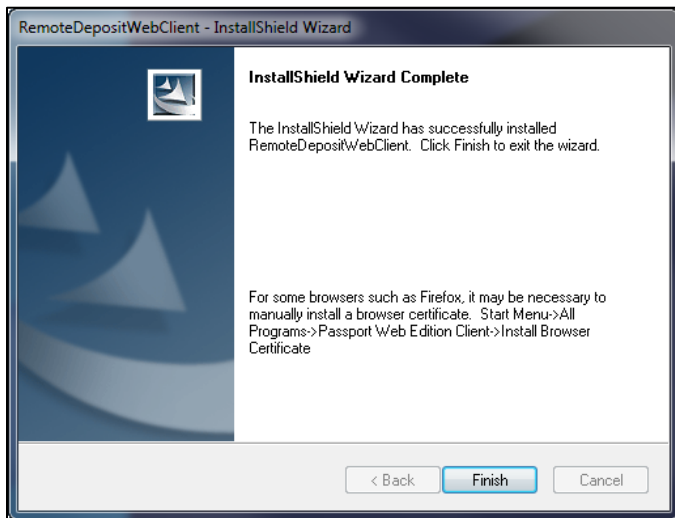 RemoteDepositWebClient - InstallShield Wizard
InstallShield Wizard Complete
The InstallShield Wizard has successfully installed
RemoteDepositWebClient.  Click Finish to exit the wizard.
For some browsers such as Firefox, it may be necessary to
manually install a browser certificate.  Start Menu->All
Programs->Passport Web Edition Client->Install Browser
Certificate
< Back
Finish
Cancel